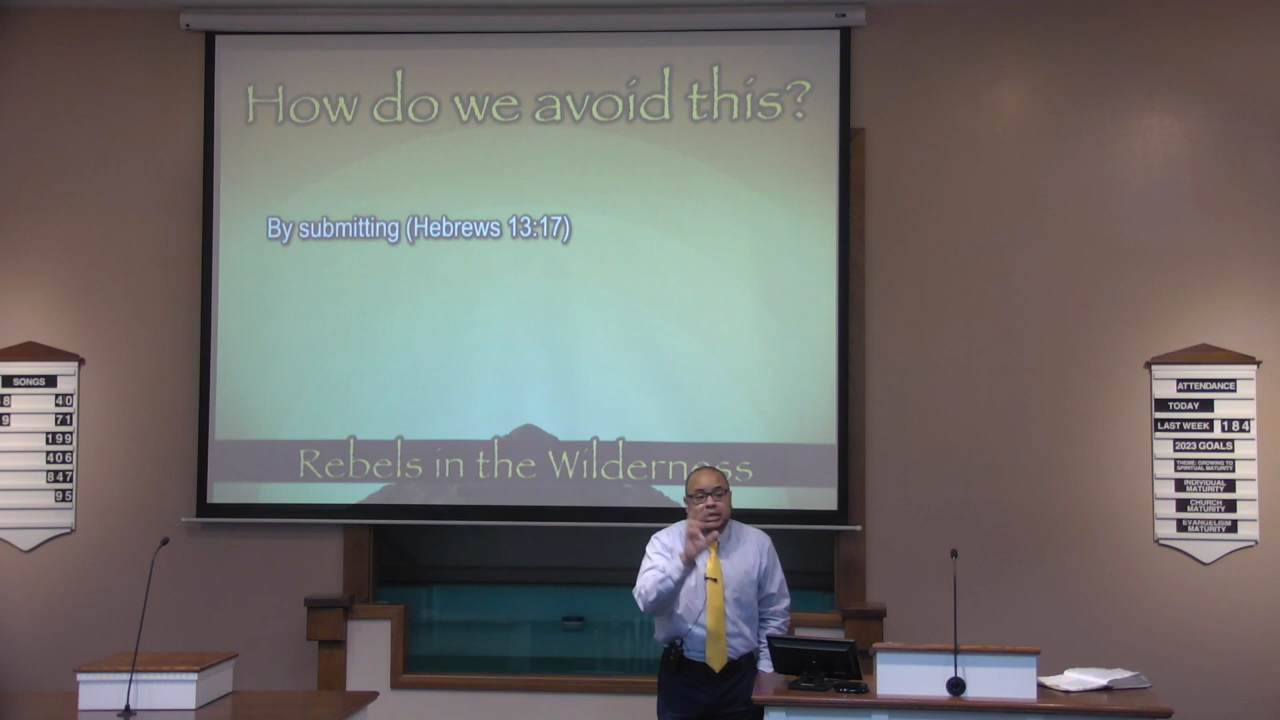 How do we avoid this?
By submitting (Hebrews 13:17)
Rebels in the Wilderness
SONGS
8 40
9 71
199
406
847
95
ATTENDANCE
TODAY
LAST WEEK 184
2023 GOALS
THEME: GROWING TO
SPIRITUAL MATURITY
INDIVIDUAL
MATURITY
CHURCH
MATURITY
EVANGELISM
MATURITY